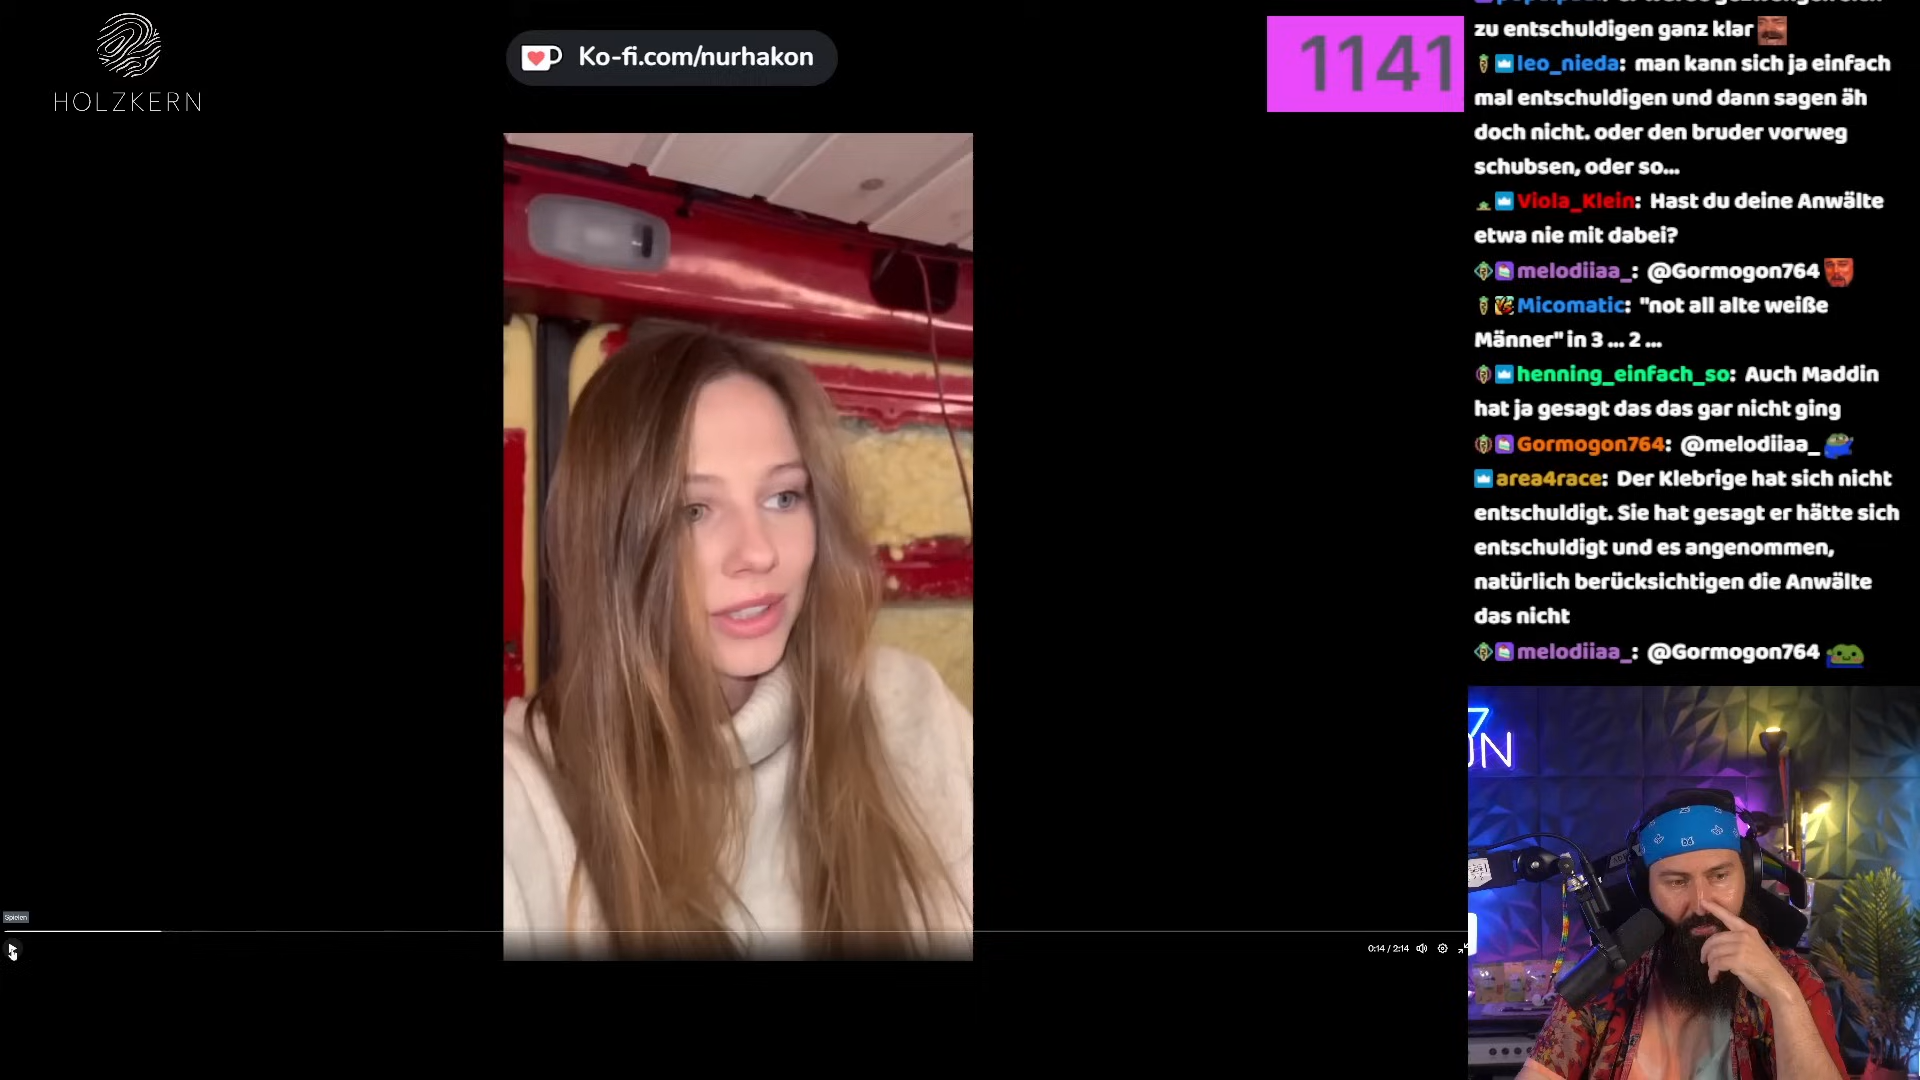 HOLZKERN
Ko-fi.com/nurhakon
1141
zu entschuldigen ganz klar
leo_nieda: man kann sich ja einfach
mal entschuldigen und dann sagen äh
doch nicht. oder den bruder vorweg
schubsen, oder so...
Viola_Klein: Hast du deine Anwälte
etwa nie mit dabei?
melodiiaa_: @Gormogon764
Micomatic: "not all alte weiße
Männer" in 3 ... 2 ...
henning_einfach_so: Auch Maddin
hat ja gesagt das das gar nicht ging
Gormogon764: @melodiiaa_
area4race: Der Klebrige hat sich nicht
entschuldigt. Sie hat gesagt er hätte sich
entschuldigt und es angenommen,
natürlich berücksichtigen die Anwälte
das nicht
melodiiaa_: @Gormogon764
Spielen
0:14 / 2:14